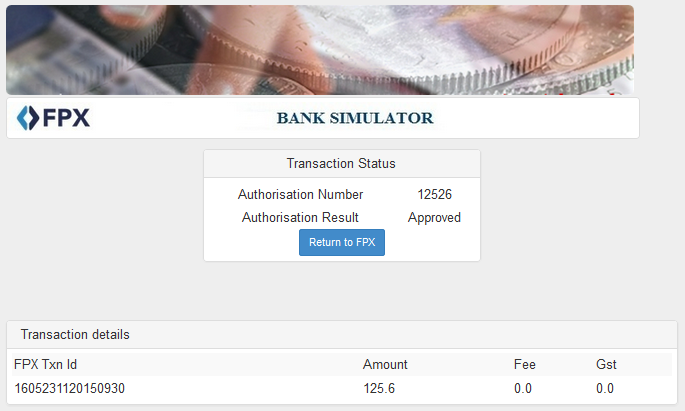 FPX
BANK SIMULATOR
Transaction Status
Authorisation Number 12526
Authorisation Result Approved
Return to FPX
Transaction details
FPX Txn Id Amount Fee Gst
1605231120150930 125.6 0.0 0.0